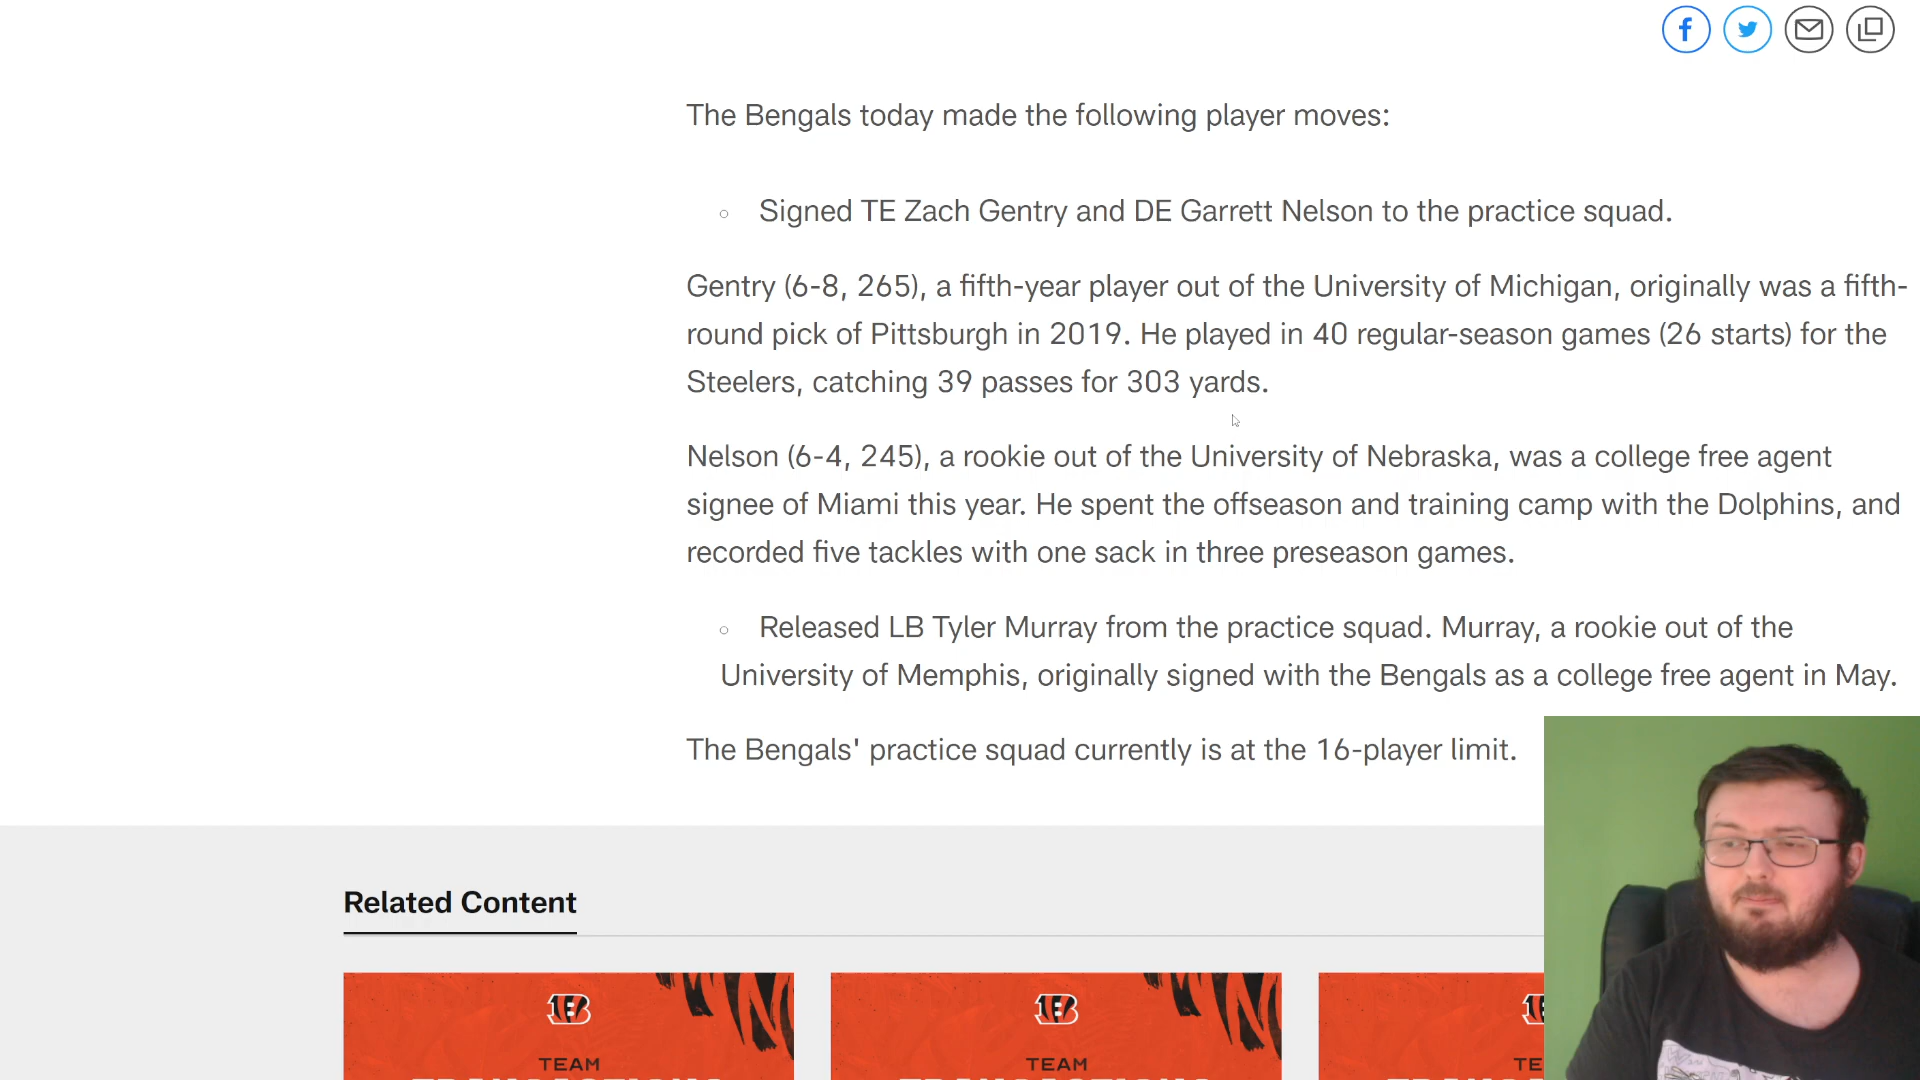 The Bengals today made the following player moves:
Signed TE Zach Gentry and DE Garrett Nelson to the practice squad.
Gentry (6-8, 265), a fifth-year player out of the University of Michigan, originally was a fifth-
round pick of Pittsburgh in 2019. He played in 40 regular-season games (26 starts) for the
Steelers, catching 39 passes for 303 yards.
Nelson (6-4, 245), a rookie out of the University of Nebraska, was a college free agent
signee of Miami this year. He spent the offseason and training camp with the Dolphins, and
recorded five tackles with one sack in three preseason games.
Released LB Tyler Murray from the practice squad. Murray, a rookie out of the
University of Memphis, originally signed with the Bengals as a college free agent in May.
The Bengals' practice squad currently is at the 16-player limit.
Related Content
TEAM
TEAM
TE